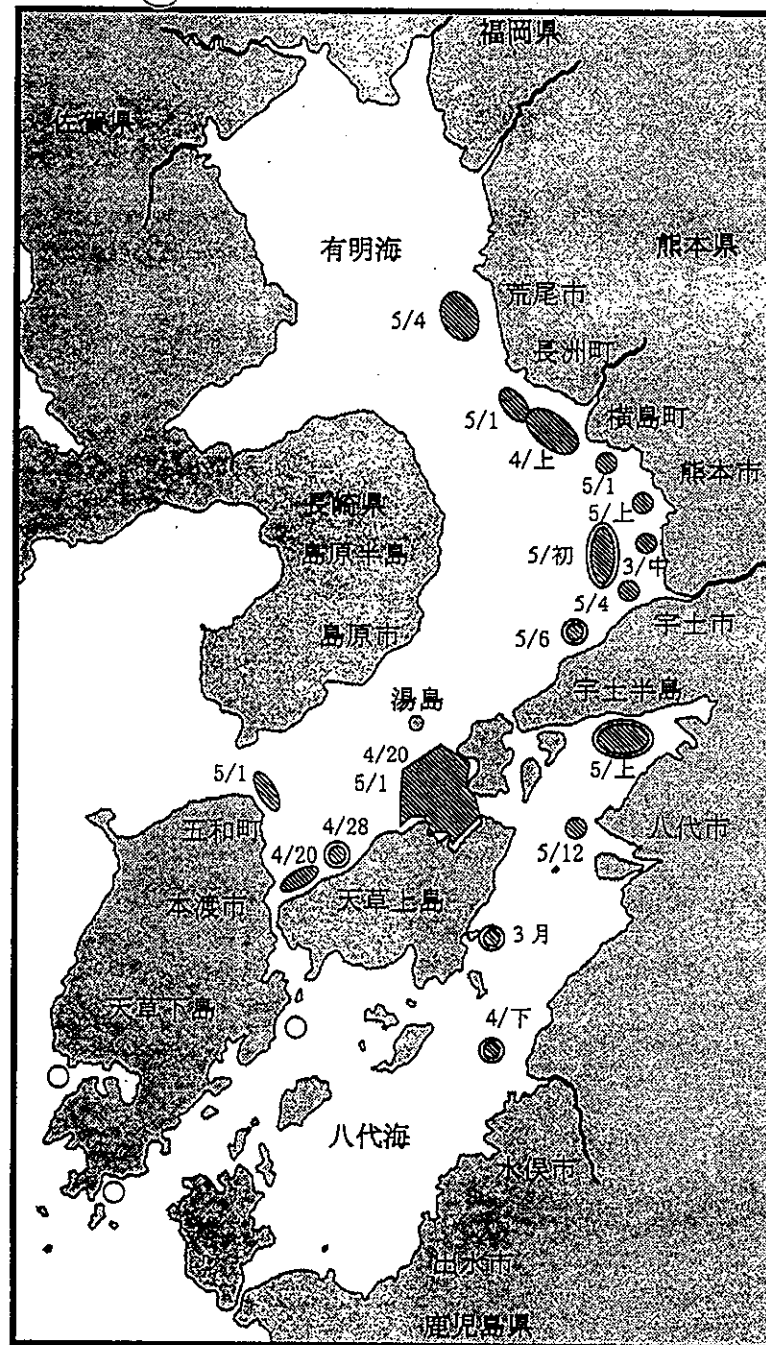 福岡県
佐賀県
有明海
熊本県
荒尾市
5/4
長洲町
5/1
横島町
4/上
5/1
熊本市
長崎県
5/上
島原半島
5/初
3/中
5/4
島原市
5/6
宇土市
宇土半島
湯島
4/20
5/1
5/1
5/上
五和町
4/28
八代市
5/12
4/20
本渡市
天草上島
3月
天草下島
4/下
八代海
水俣市
出水市
鹿児島県